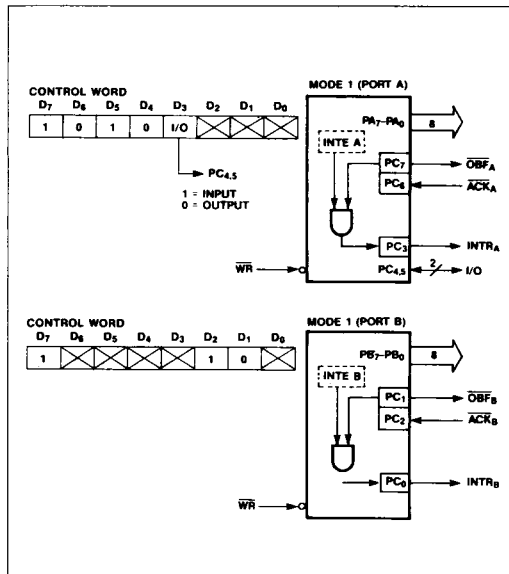 MODE 1 (PORT A)
CONTROL WORD
D7 D6 D5 D4 D3 D2 D1 D0
1 0 1 0 I/O
PC4,5
1 = INPUT
0 = OUTPUT
PA7–PA0
8
INTE A
PC7
OBFA
PC6
ACKA
PC3
INTRA
WR
PC4,5
2
I/O
MODE 1 (PORT B)
CONTROL WORD
D7 D6 D5 D4 D3 D2 D1 D0
1 1 0
PB7–PB0
8
INTE B
PC1
OBFB
PC2
ACKB
PC0
INTRB
WR